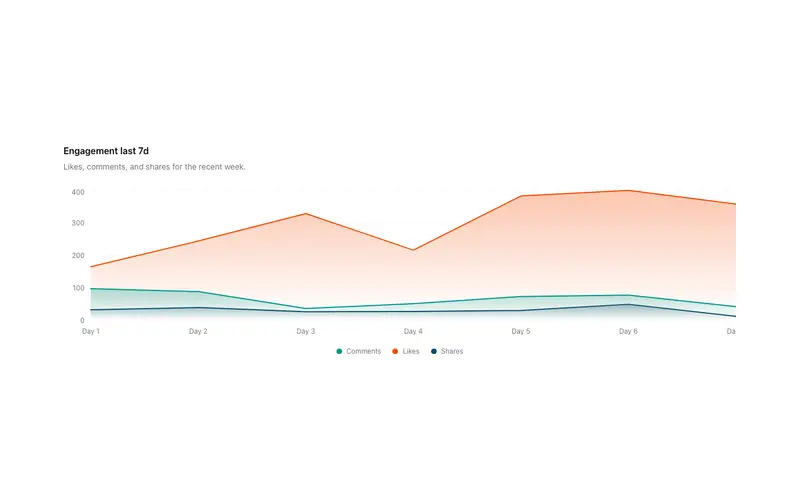 Engagement last 7d
Likes, comments, and shares for the recent week.
400
300
200
100
0
Day 1 Day 2 Day 3 Day 4 Day 5 Day 6 Da
Comments Likes Shares